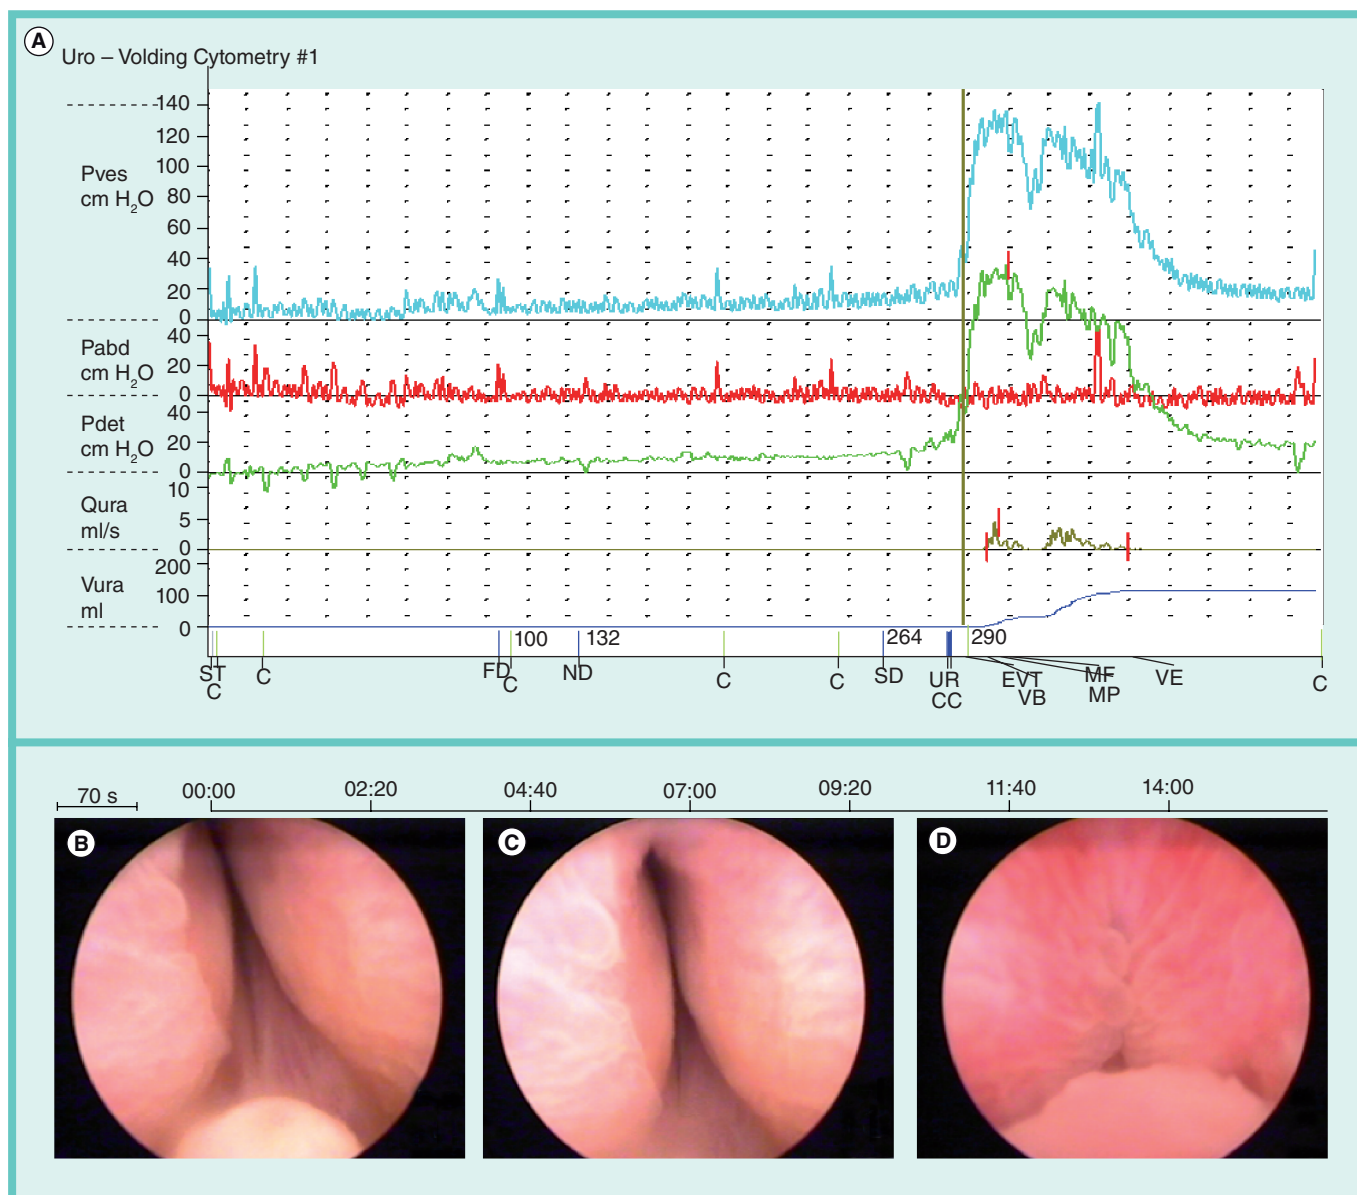 A
Uro – Volding Cytometry #1
Pves
cm H2O
140
120
100
80
60
40
20
0
Pabd
cm H2O
40
20
0
Pdet
cm H2O
40
20
0
Qura
ml/s
10
5
0
Vura
ml
200
100
0
100 132 264 290
ST C FD ND C C SD UR EVT MF VE C
C C CC VB MP
70 s 00:00 02:20 04:40 07:00 09:20 11:40 14:00
B C D